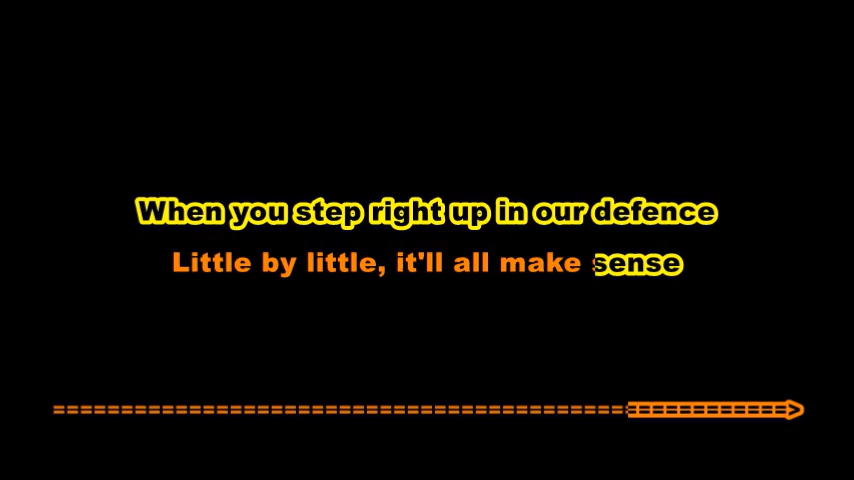 When you step right up in our defence
Little by little, it'll all make sense